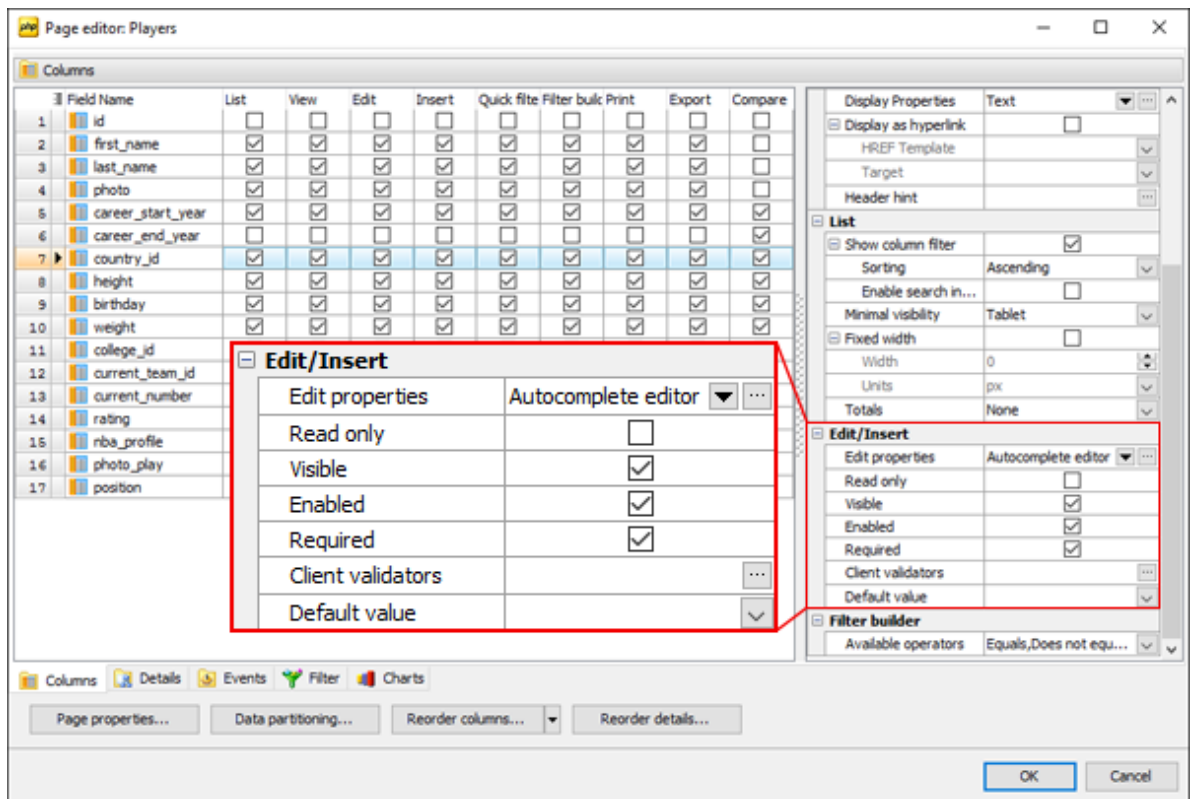 php Page editor: Players
Columns
Field Name List View Edit Insert Quick filte Filter builc Print Export Compare
1 id
2 first_name
3 last_name
4 photo
5 career_start_year
6 career_end_year
7 country_id
8 height
9 birthday
10 weight
11 college_id
12 current_team_id
13 current_number
14 rating
15 nba_profile
16 photo_play
17 position
Edit/Insert
Edit properties Autocomplete editor ...
Read only
Visible
Enabled
Required
Client validators ...
Default value
Display Properties Text ...
Display as hyperlink
HREF Template
Target
Header hint ...
List
Show column filter
Sorting Ascending
Enable search in...
Minimal visibility Tablet
Fixed width
Width 0
Units px
Totals None
Edit/Insert
Edit properties Autocomplete editor ...
Read only
Visible
Enabled
Required
Client validators ...
Default value
Filter builder
Available operators Equals,Does not equ...
Columns Details Events Filter Charts
Page properties... Data partitioning... Reorder columns... Reorder details...
OK Cancel